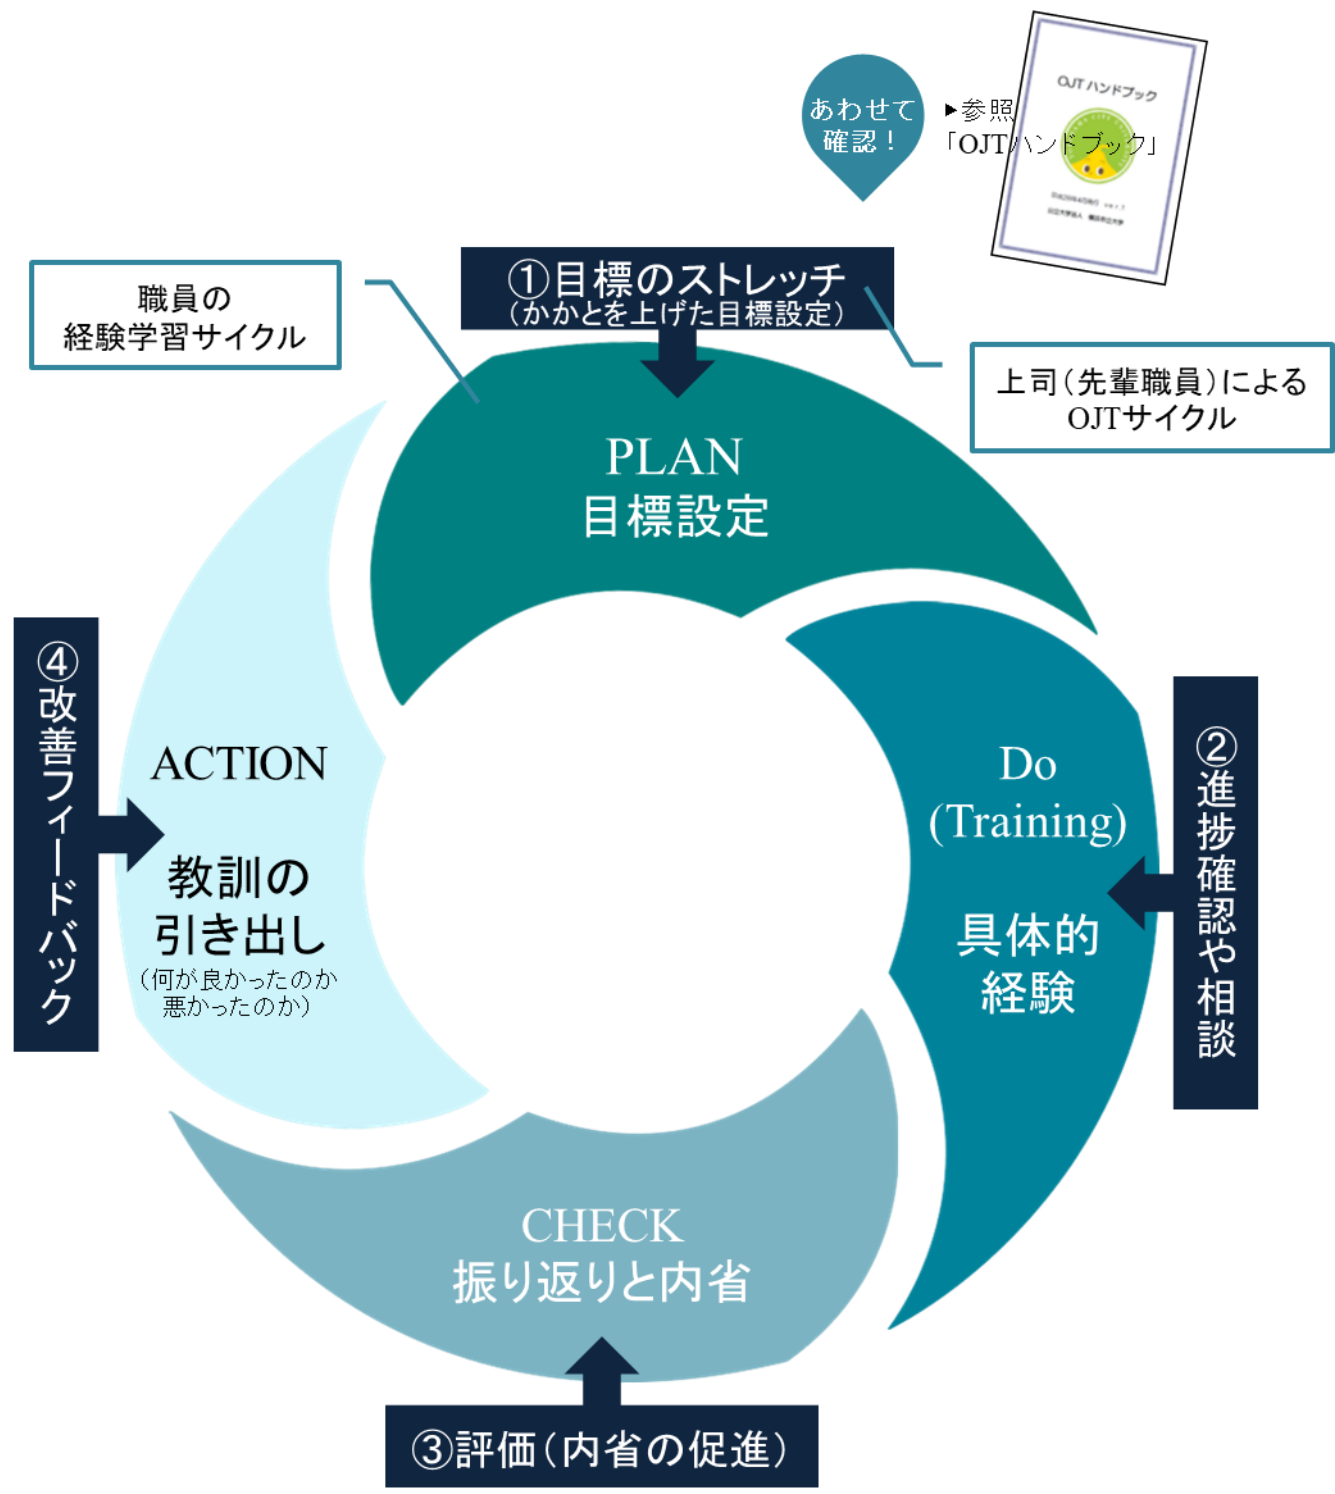 あわせて
確認！
▶参照
「OJTハンドブック」
OJT ハンドブック
①目標のストレッチ
（かかとを上げた目標設定）
職員の
経験学習サイクル
上司（先輩職員）による
OJTサイクル
PLAN
目標設定
Do
(Training)
具体的
経験
②進捗確認や相談
CHECK
振り返りと内省
③評価（内省の促進）
ACTION
教訓の
引き出し
（何が良かったのか
悪かったのか）
④改善フィードバック